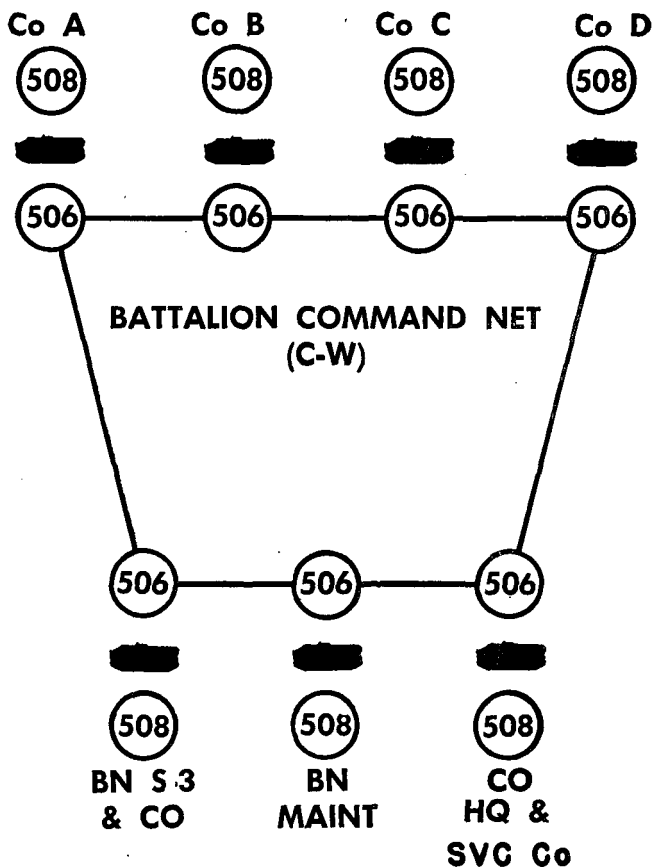 Co A Co B Co C Co D
508 508 508 508
506 506 506 506
BATTALION COMMAND NET
(C-W)
506 506 506
508 508 508
BN S-3 BN CO
& CO MAINT HQ &
SVC Co